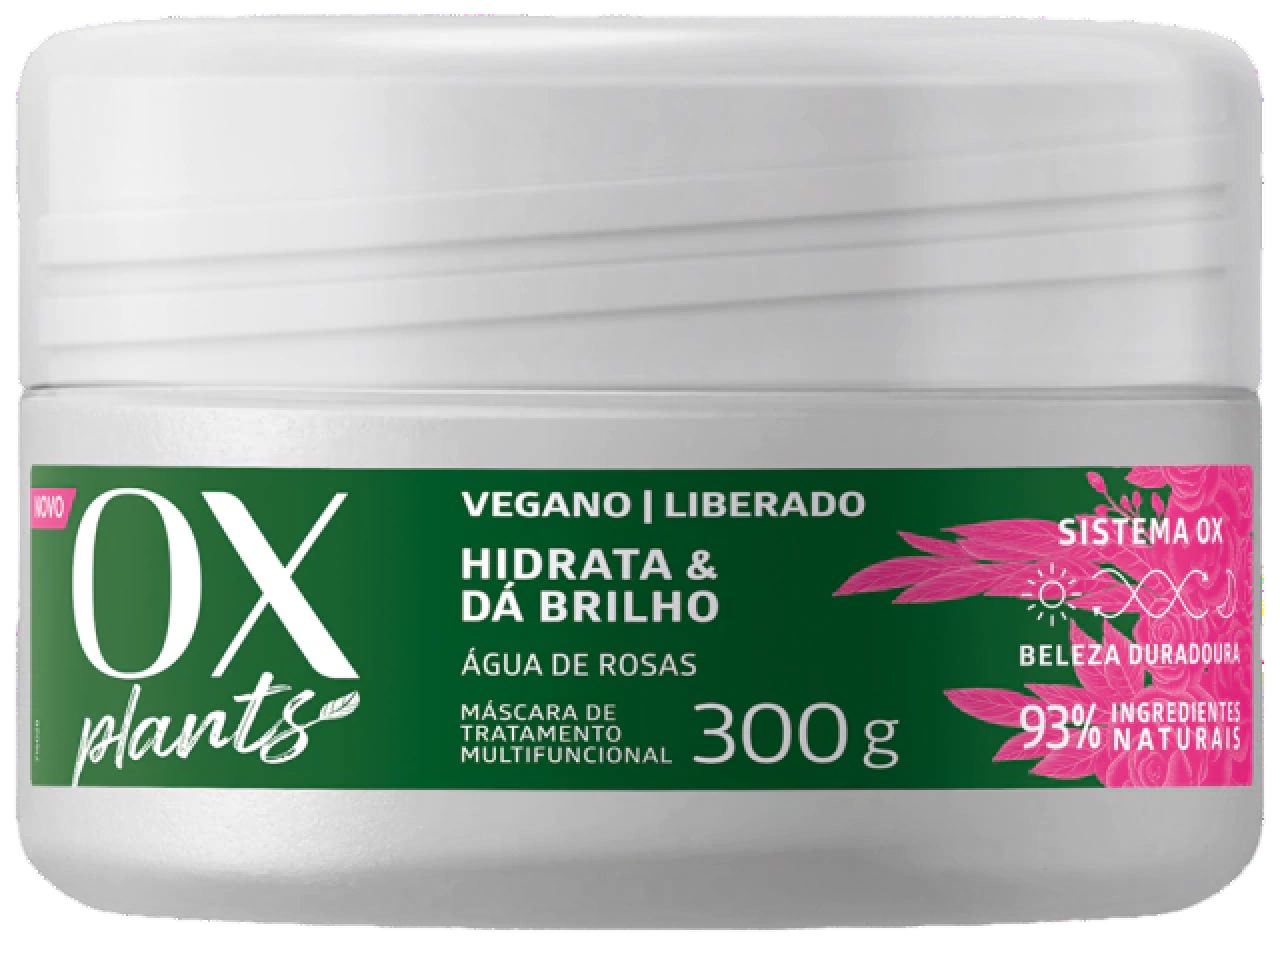 NOVO
OX
plants
VEGANO | LIBERADO
HIDRATA &
DÁ BRILHO
ÁGUA DE ROSAS
MÁSCARA DE
TRATAMENTO
MULTIFUNCIONAL
300 g
SISTEMA OX
BELEZA DURADOURA
93% INGREDIENTES
NATURAIS